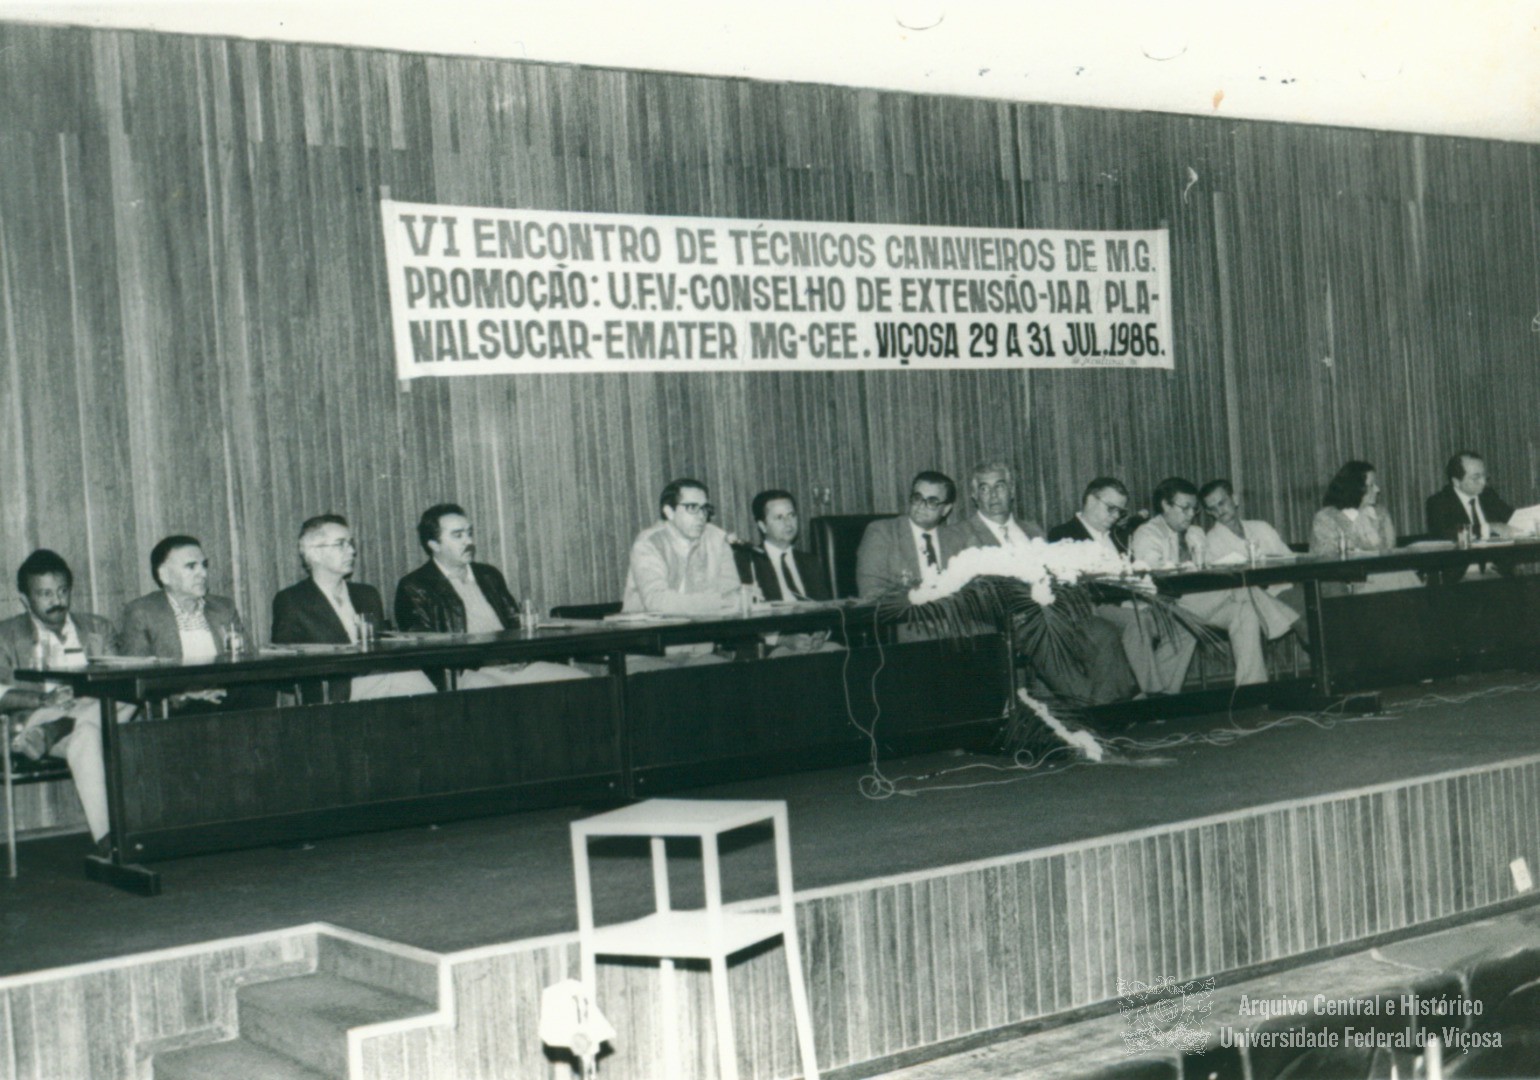 VI ENCONTRO DE TÉCNICOS CANAVIEIROS DE M.G.
PROMOÇÃO: U.F.V.-CONSELHO DE EXTENSÃO-IAA PLA-
NALSUCAR-EMATER MG-CEE. VIÇOSA 29 A 31 JUL.1986.
Arquivo Central e Histórico
Universidade Federal de Viçosa